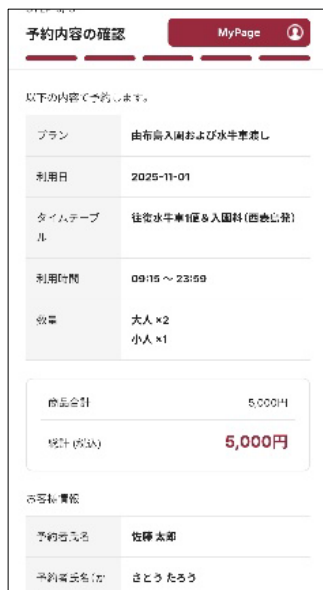 予約内容の確認
MyPage
以下の内容で予約します。
プラン
由布島入園および水牛車渡し
利用日
2025-11-01
タイムテーブ
ル
往復水牛車1便&入園料(西表島発)
利用時間
09:15 ~ 23:59
数量
大人 ×2
小人 ×1
商品合計
5,000円
総計 (税込)
5,000円
お客様情報
予約者氏名
佐藤 太郎
予約者氏名(か
さとう たろう